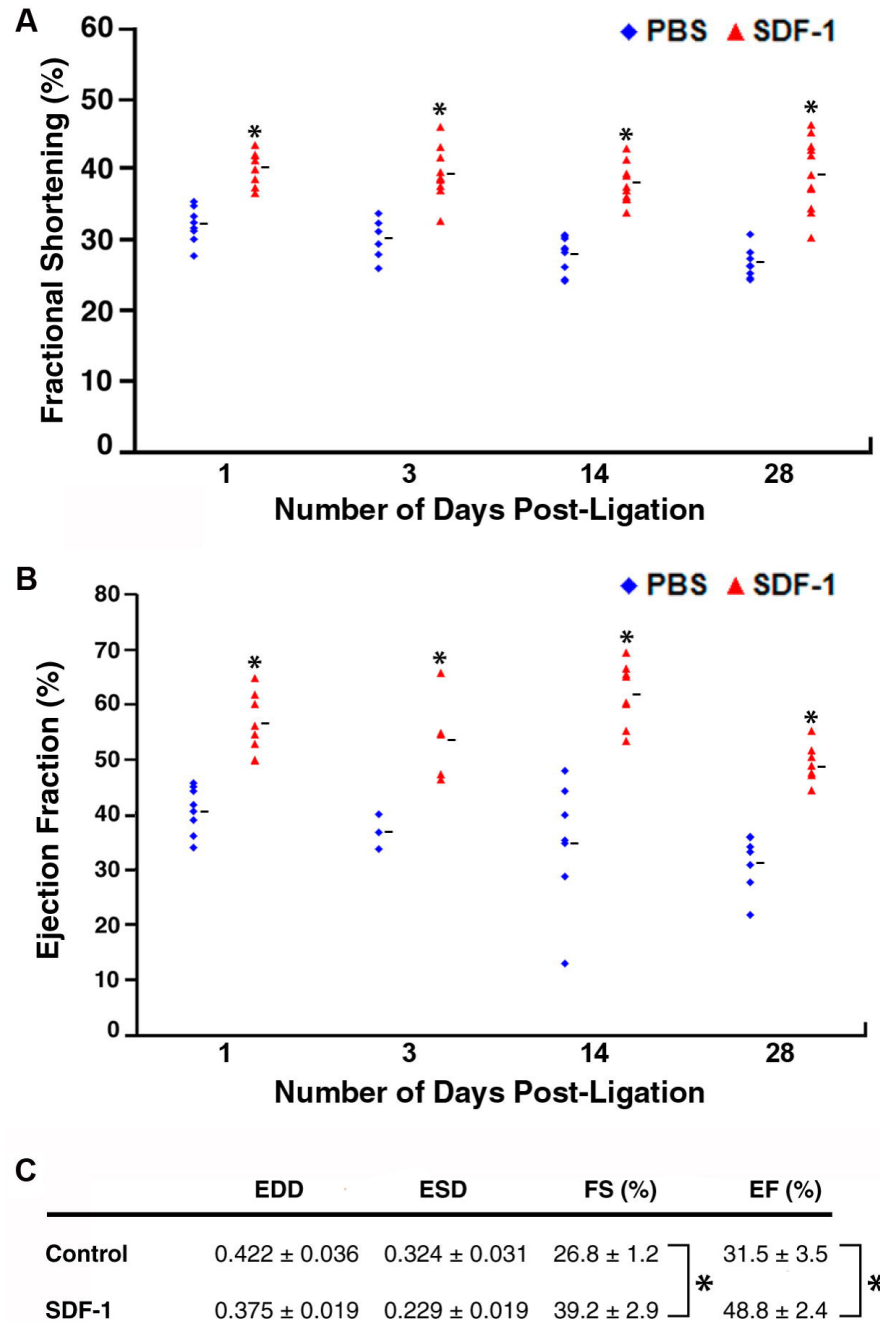 A
60
◆ PBS ▲ SDF-1
50
40
30
20
10
0
Fractional Shortening (%)
* * * *
1 3 14 28
Number of Days Post-Ligation
B
80
◆ PBS ▲ SDF-1
70
60
50
40
30
20
10
0
Ejection Fraction (%)
* * * *
1 3 14 28
Number of Days Post-Ligation
C
EDD ESD FS (%) EF (%)
Control 0.422 ± 0.036 0.324 ± 0.031 26.8 ± 1.2 31.5 ± 3.5
* *
SDF-1 0.375 ± 0.019 0.229 ± 0.019 39.2 ± 2.9 48.8 ± 2.4